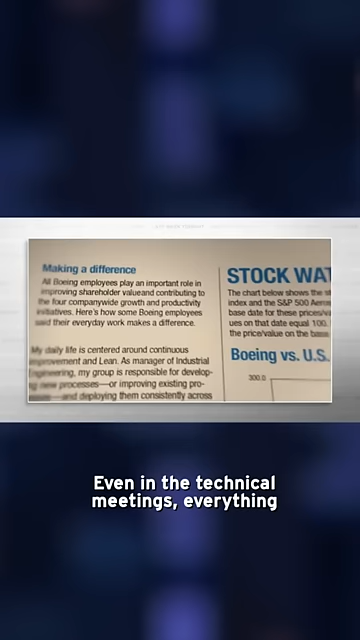 Making a difference
All Boeing employees play an important role in
improving shareholder valueand contributing to
the four companywide growth and productivity
initiatives. Here's how some Boeing employees
said their everyday work makes a difference.
My daily life is centered around continuous
improvement and Lean. As manager of Industrial
Engineering, my group is responsible for develop-
ing new processes—or improving existing pro-
and deploying them consistently across
STOCK WAT
The chart below shows the st
index and the S&P 500 Aero
base date for these price/va
ues on that date equal 100.
the price/value on the base
Boeing vs. U.S.
300.0
Even in the technical
meetings, everything